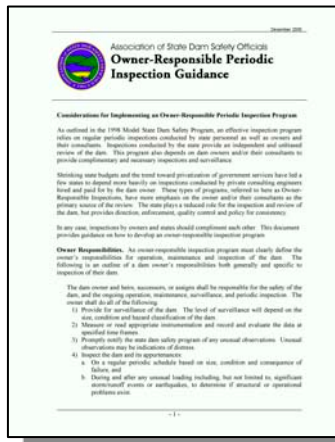 December 2005
Association of State Dam Safety Officials
Owner-Responsible Periodic
Inspection Guidance
Considerations for Implementing an Owner-Responsible Periodic Inspection Program
As outlined in the 1998 Model State Dam Safety Program, an effective inspection program
relies on regular periodic inspections conducted by state personnel as well as owners and
their consultants. Inspections conducted by the state provide an independent and unbiased
review of the dam. This program also depends on dam owners and/or their consultants to
provide complimentary and necessary inspections and surveillance.
Shrinking state budgets and the trend toward privatization of government services have led a
few states to depend more heavily on inspections conducted by private consulting engineers
hired and paid for by the dam owner. These types of programs, referred to here as Owner-
Responsible Inspections, have more emphasis on the owner and/or their consultants as the
primary source of the review. The state plays a reduced role for the inspection and review of
the dam, but provides direction, enforcement, quality control and policy for consistency.
In any case, inspections by owners and states should compliment each other. This document
provides guidance on how to develop an owner-responsible inspection program.
Owner Responsibilities. An owner-responsible inspection program must clearly define the
owner's responsibilities for operation, maintenance and inspection of the dam. The
following is an outline of a dam owner's responsibilities both generally and specific to
inspection of their dam.
The dam owner and heirs, successors, or assigns shall be responsible for the safety of the
dam, and the ongoing operation, maintenance, surveillance, and periodic inspection. The
owner shall do all of the following:
1) Provide for surveillance of the dam. The level of surveillance will depend on the
size, condition and hazard classification of the dam.
2) Measure or read appropriate instrumentation and record and evaluate the data at
specified time frames.
3) Promptly notify the state dam safety program of any unusual observations. Unusual
observations may be indications of distress.
4) Inspect the dam and its appurtenances:
a. On a regular periodic schedule based on size, condition and consequence of
failure, and
b. During and after any unusual loading including, but not limited to, significant
storm/runoff events or earthquakes, to determine if structural or operational
problems exist.
- 1 -